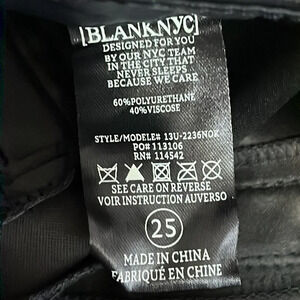 [BLANKNYC]
DESIGNED FOR YOU
BY OUR NYC TEAM
IN THE CITY THAT
NEVER SLEEPS
BECAUSE WE CARE
60%POLYURETHANE
40%VISCOSE
STYLE/MODELE# 13U-2236NOK
PO# 113106
RN# 114542
SEE CARE ON REVERSE
VOIR INSTRUCTION AUVERSO
25
MADE IN CHINA
FABRIQUÉ EN CHINE